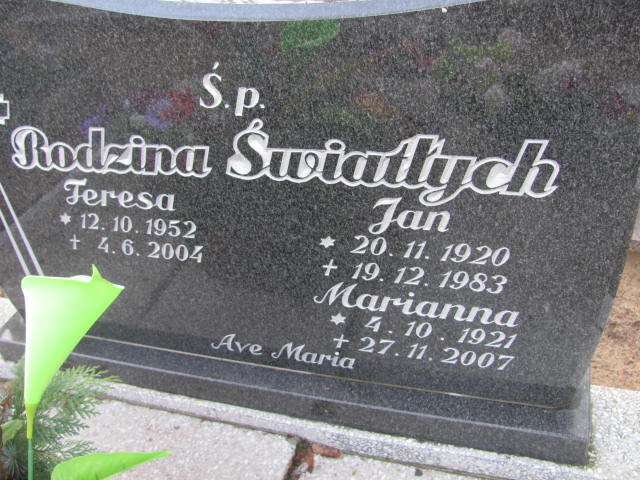 Ś.p.
Rodzina Światłych
Teresa
* 12.10.1952
+ 4.6.2004
Jan
* 20.11.1920
+ 19.12.1983
Marianna
* 4.10.1921
+ 27.11.2007
Ave Maria